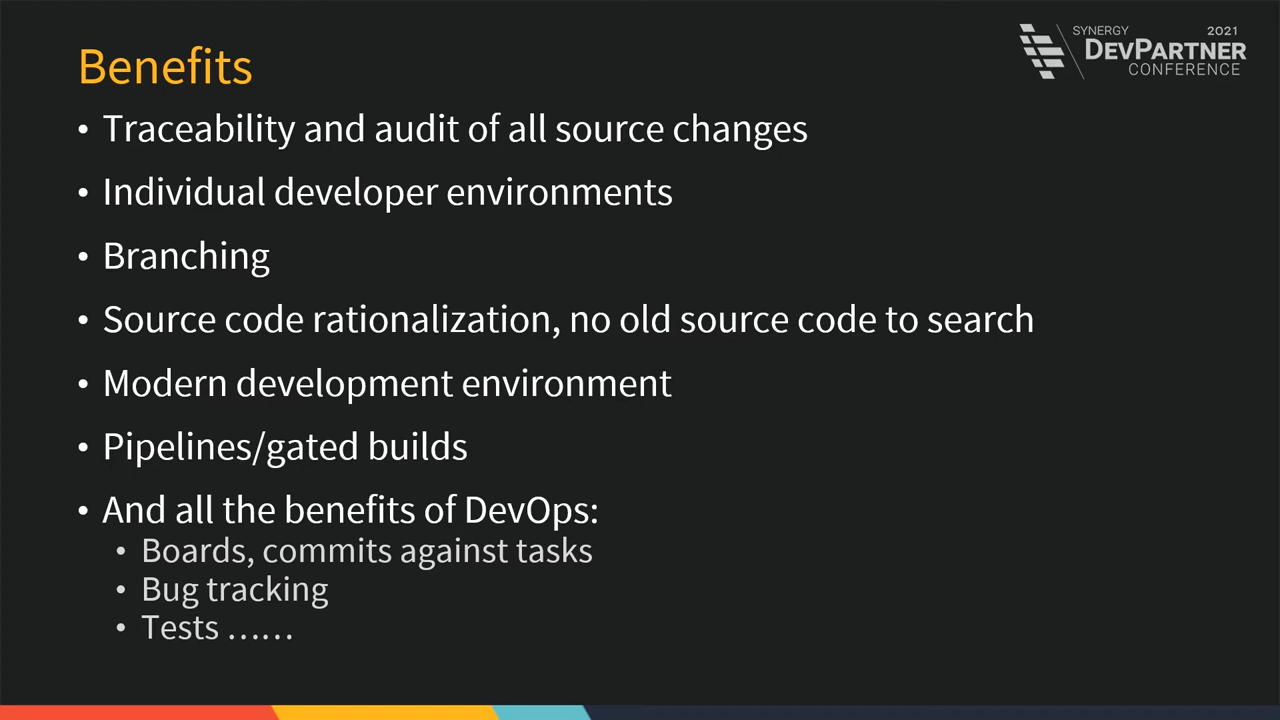 SYNERGY 2021
DEVPARTNER
CONFERENCE
Benefits
• Traceability and audit of all source changes
• Individual developer environments
• Branching
• Source code rationalization, no old source code to search
• Modern development environment
• Pipelines/gated builds
• And all the benefits of DevOps:
• Boards, commits against tasks
• Bug tracking
• Tests ……